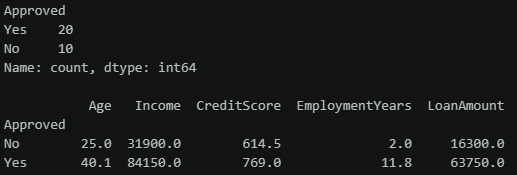 Approved
Yes    20
No     10
Name: count, dtype: int64

           Age   Income  CreditScore  EmploymentYears  LoanAmount
Approved
No        25.0  31900.0        614.5              2.0     16300.0
Yes       40.1  84150.0        769.0             11.8     63750.0